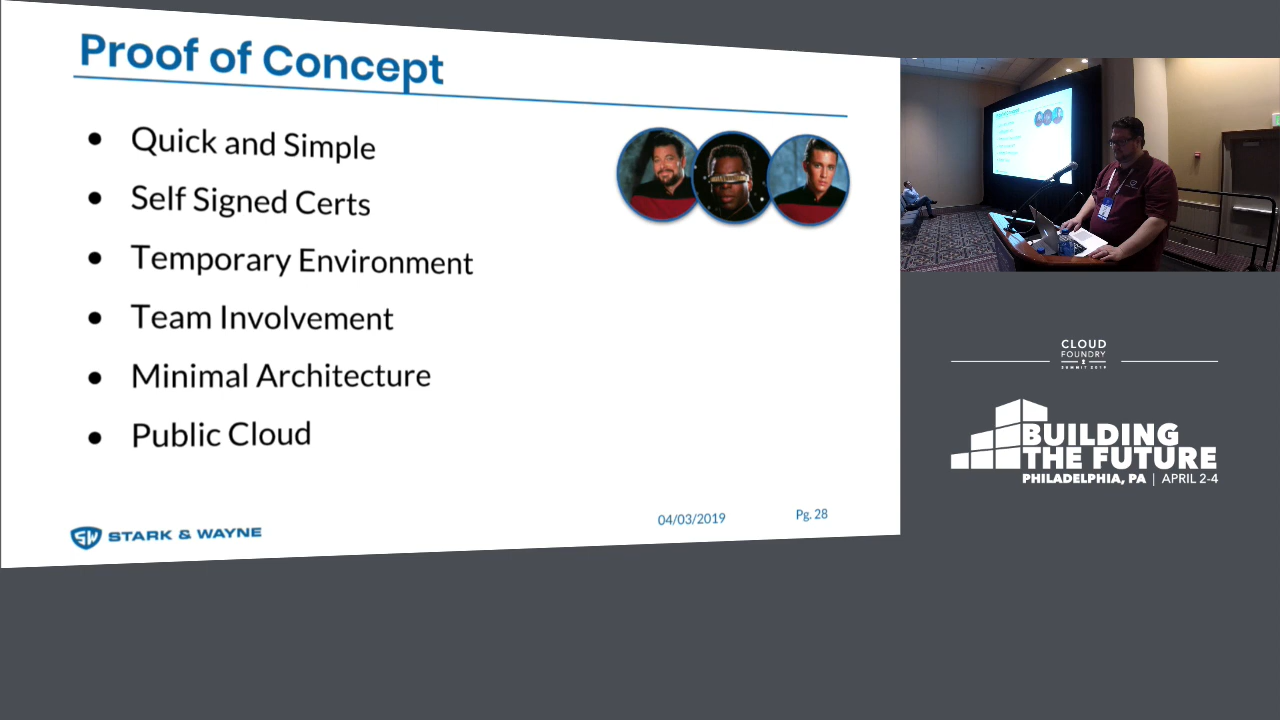 Proof of Concept
Quick and Simple
Self Signed Certs
Temporary Environment
Team Involvement
Minimal Architecture
Public Cloud
SW STARK & WAYNE
04/03/2019
Pg. 28
CLOUD
FOUNDRY
SUMMIT 2019
BUILDING
THE FUTURE
PHILADELPHIA, PA | APRIL 2-4